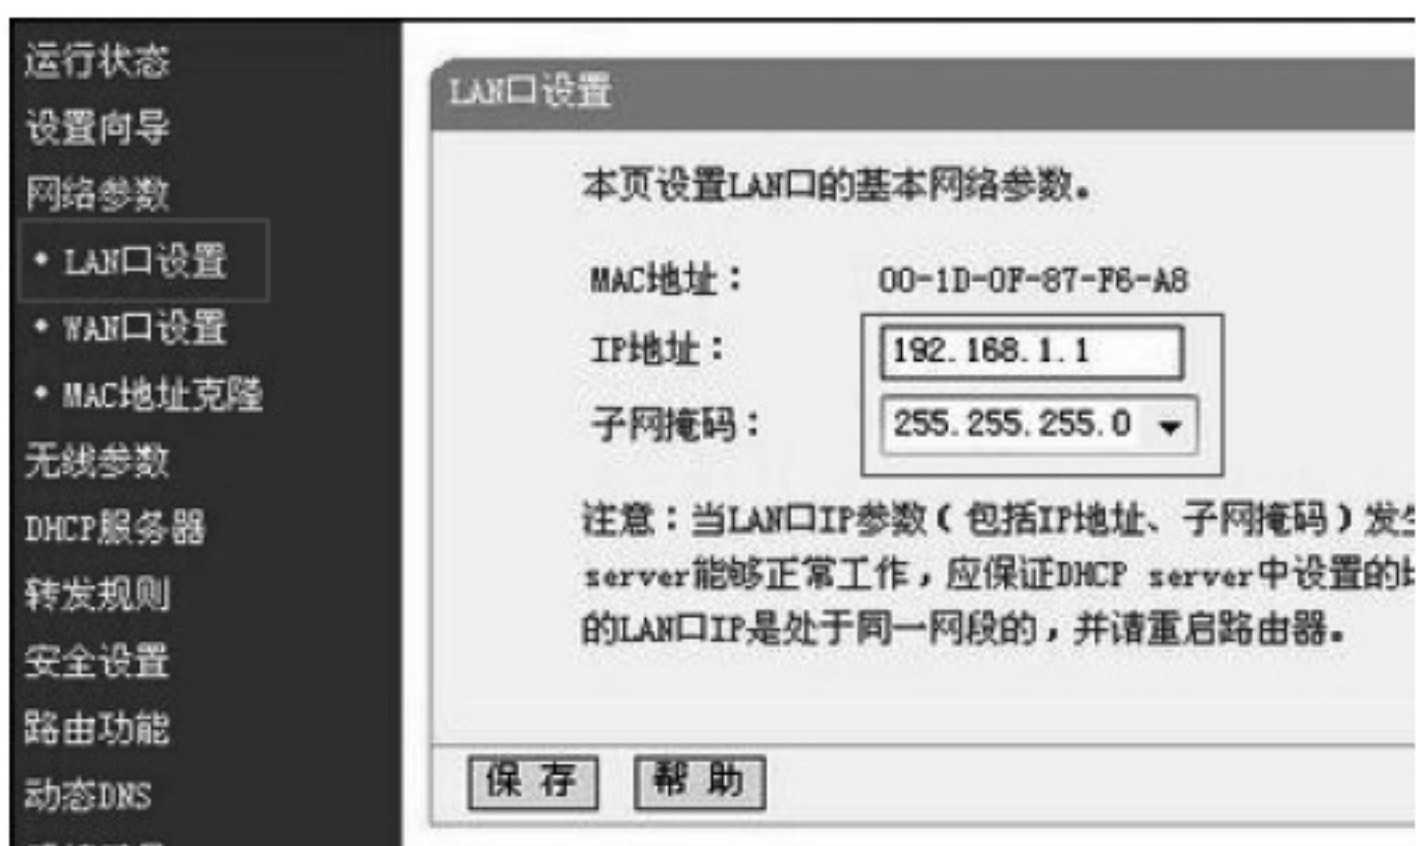 运行状态
设置向导
网络参数
• LAN口设置
• WAN口设置
• MAC地址克隆
无线参数
DHCP服务器
转发规则
安全设置
路由功能
动态DNS
LAN口设置
本页设置LAN口的基本网络参数。
MAC地址： 00-1D-0F-87-F6-A8
IP地址： 192.168.1.1
子网掩码： 255.255.255.0
注意：当LAN口IP参数（包括IP地址、子网掩码）发
server能够正常工作，应保证DHCP server中设置的
的LAN口IP是处于同一网段的，并请重启路由器。
保 存 帮 助